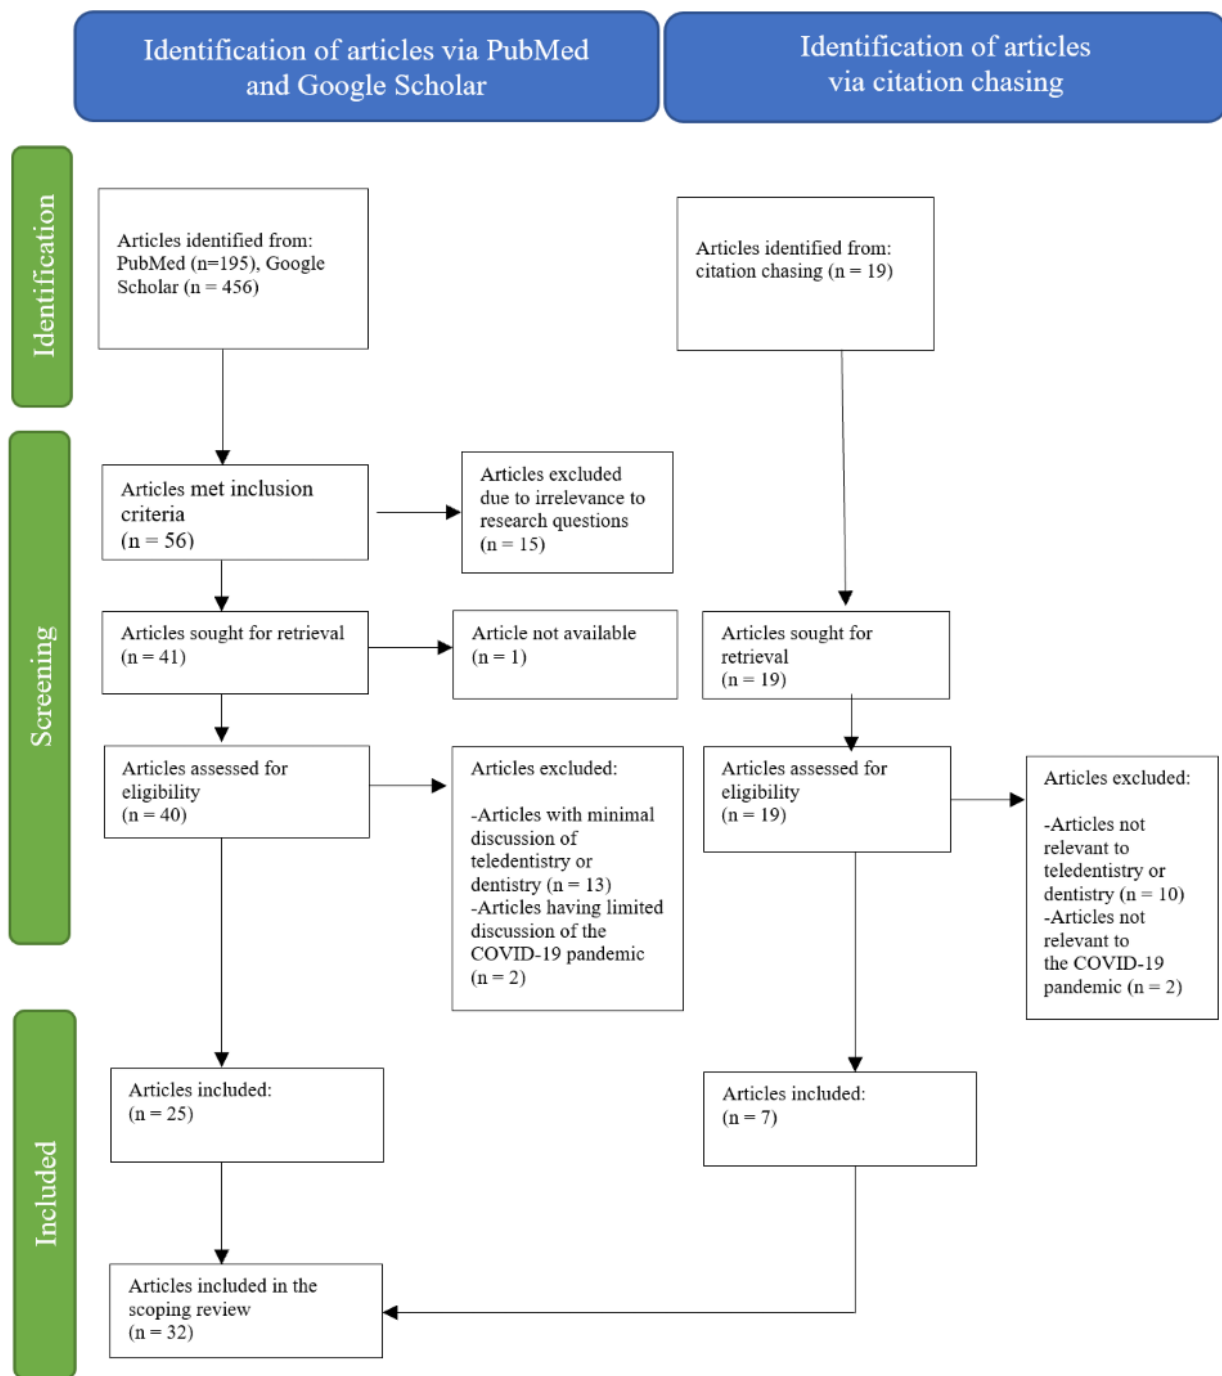 Identification of articles via PubMed
and Google Scholar
Identification of articles
via citation chasing
Identification
Articles identified from:
PubMed (n=195), Google
Scholar (n = 456)
Articles identified from:
citation chasing (n = 19)
Screening
Articles met inclusion
criteria
(n = 56)
Articles excluded
due to irrelevance to
research questions
(n = 15)
Articles sought for retrieval
(n = 41)
Article not available
(n = 1)
Articles sought for
retrieval
(n = 19)
Articles assessed for
eligibility
(n = 40)
Articles excluded:
-Articles with minimal
discussion of
teledentistry or
dentistry (n = 13)
-Articles having limited
discussion of the
COVID-19 pandemic
(n = 2)
Articles assessed for
eligibility
(n = 19)
Articles excluded:
-Articles not
relevant to
teledentistry or
dentistry (n = 10)
-Articles not
relevant to
the COVID-19
pandemic (n = 2)
Included
Articles included:
(n = 25)
Articles included:
(n = 7)
Articles included in the
scoping review
(n = 32)